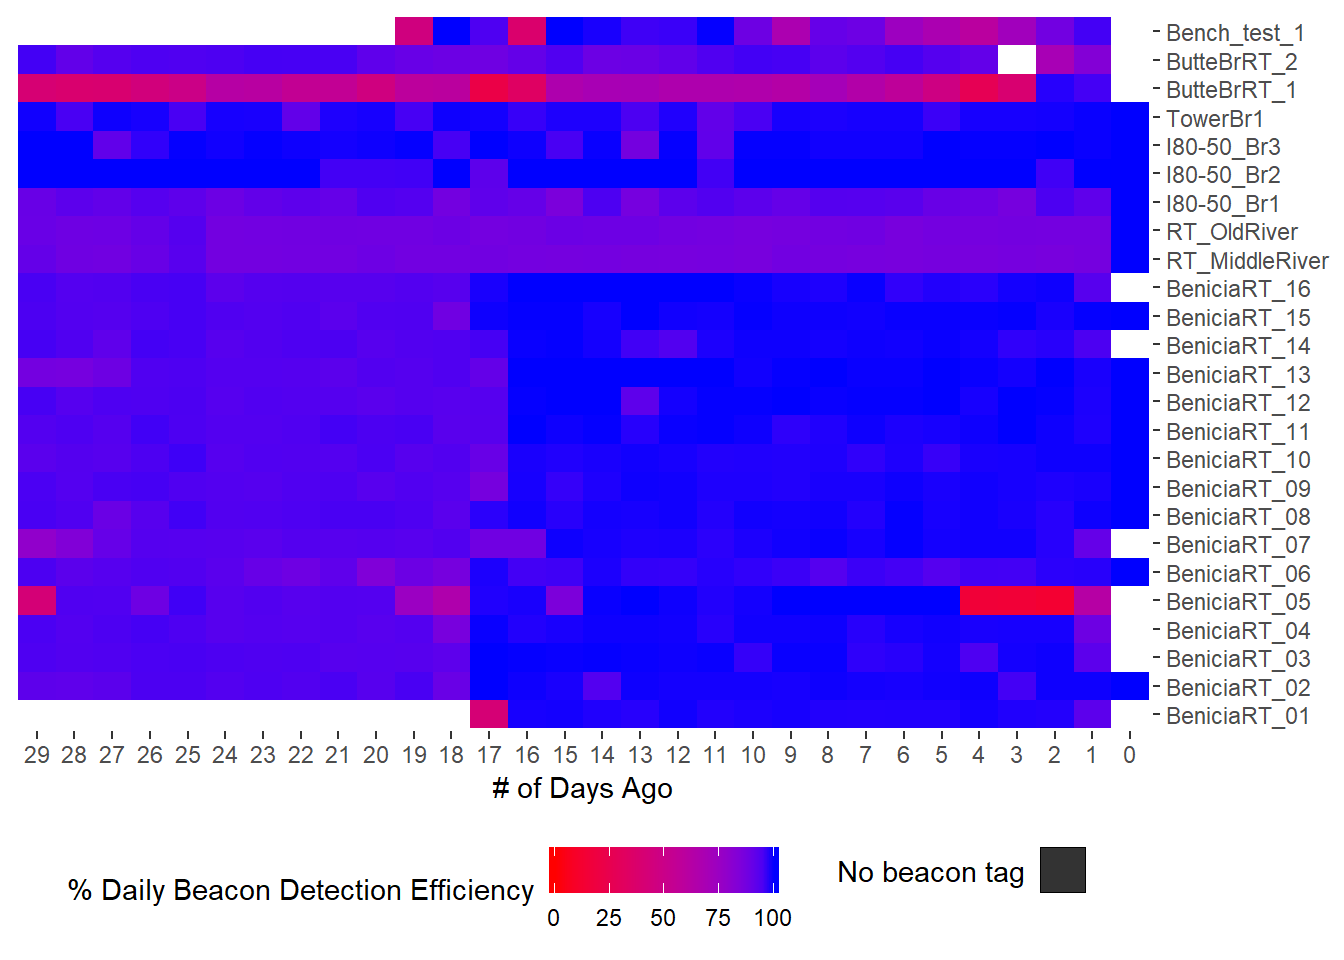 Bench_test_1
ButteBrRT_2
ButteBrRT_1
TowerBr1
I80-50_Br3
I80-50_Br2
I80-50_Br1
RT_OldRiver
RT_MiddleRiver
BeniciaRT_16
BeniciaRT_15
BeniciaRT_14
BeniciaRT_13
BeniciaRT_12
BeniciaRT_11
BeniciaRT_10
BeniciaRT_09
BeniciaRT_08
BeniciaRT_07
BeniciaRT_06
BeniciaRT_05
BeniciaRT_04
BeniciaRT_03
BeniciaRT_02
BeniciaRT_01
29 28 27 26 25 24 23 22 21 20 19 18 17 16 15 14 13 12 11 10 9 8 7 6 5 4 3 2 1 0
# of Days Ago
% Daily Beacon Detection Efficiency
0 25 50 75 100
No beacon tag